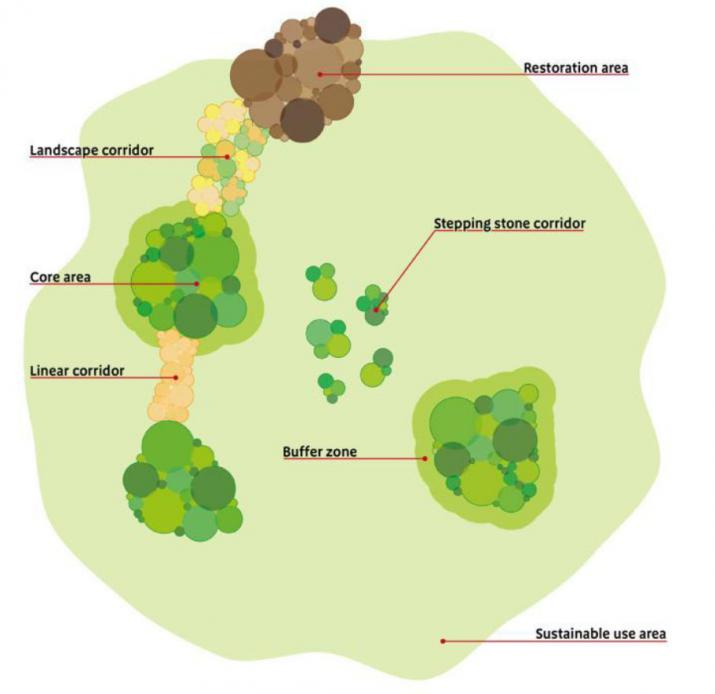 Restoration area
Landscape corridor
Stepping stone corridor
Core area
Linear corridor
Buffer zone
Sustainable use area